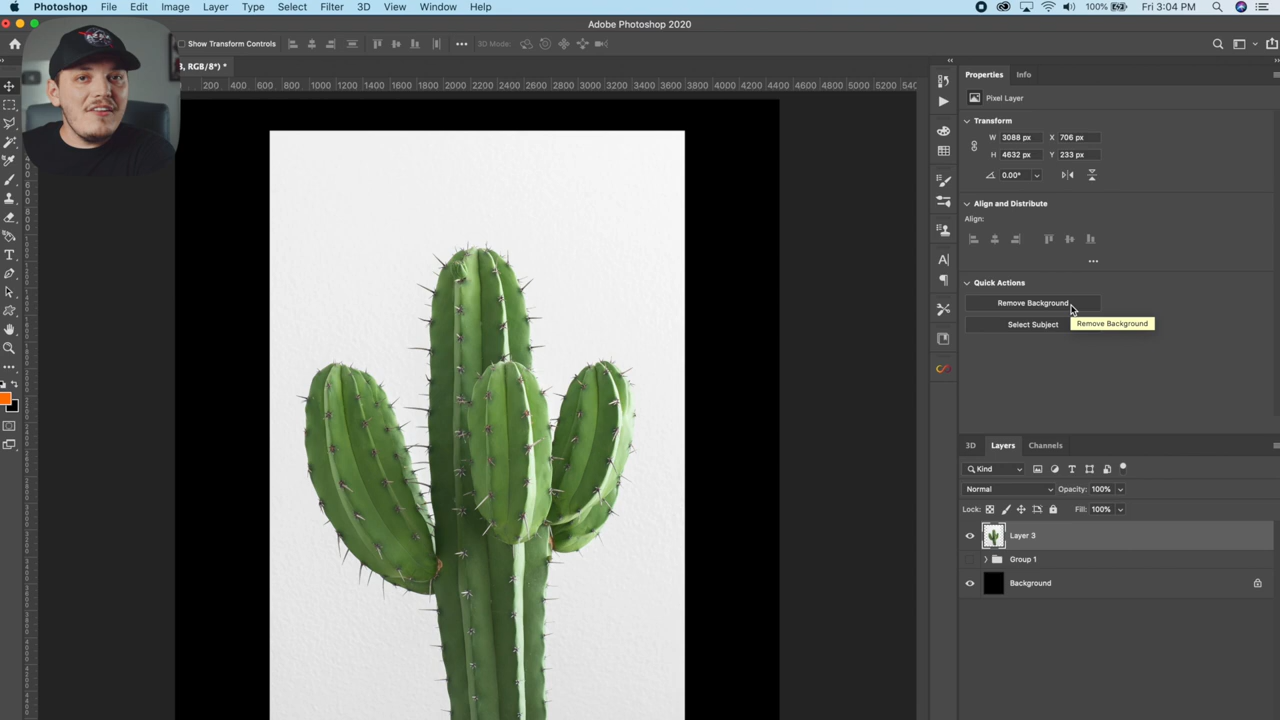 Photoshop File Edit Image Layer Type Select Filter 3D View Window Help 100% Fri 3:04 PM
Adobe Photoshop 2020
Show Transform Controls 3D Mode:
3, RGB/8*) *
200 400 600 800 1000 1200 1400 1600 1800 2000 2200 2400 2600 2800 3000 3200 3400 3600 3800 4000 4200 4400 4600 4800 5000 5200 54
Properties Info
Pixel Layer
Transform
W 3088 px X 706 px
H 4632 px Y 233 px
0.00°
Align and Distribute
Align:
Quick Actions
Remove Background
Select Subject Remove Background
3D Layers Channels
Kind
Normal Opacity: 100%
Lock: Fill: 100%
Layer 3
Group 1
Background